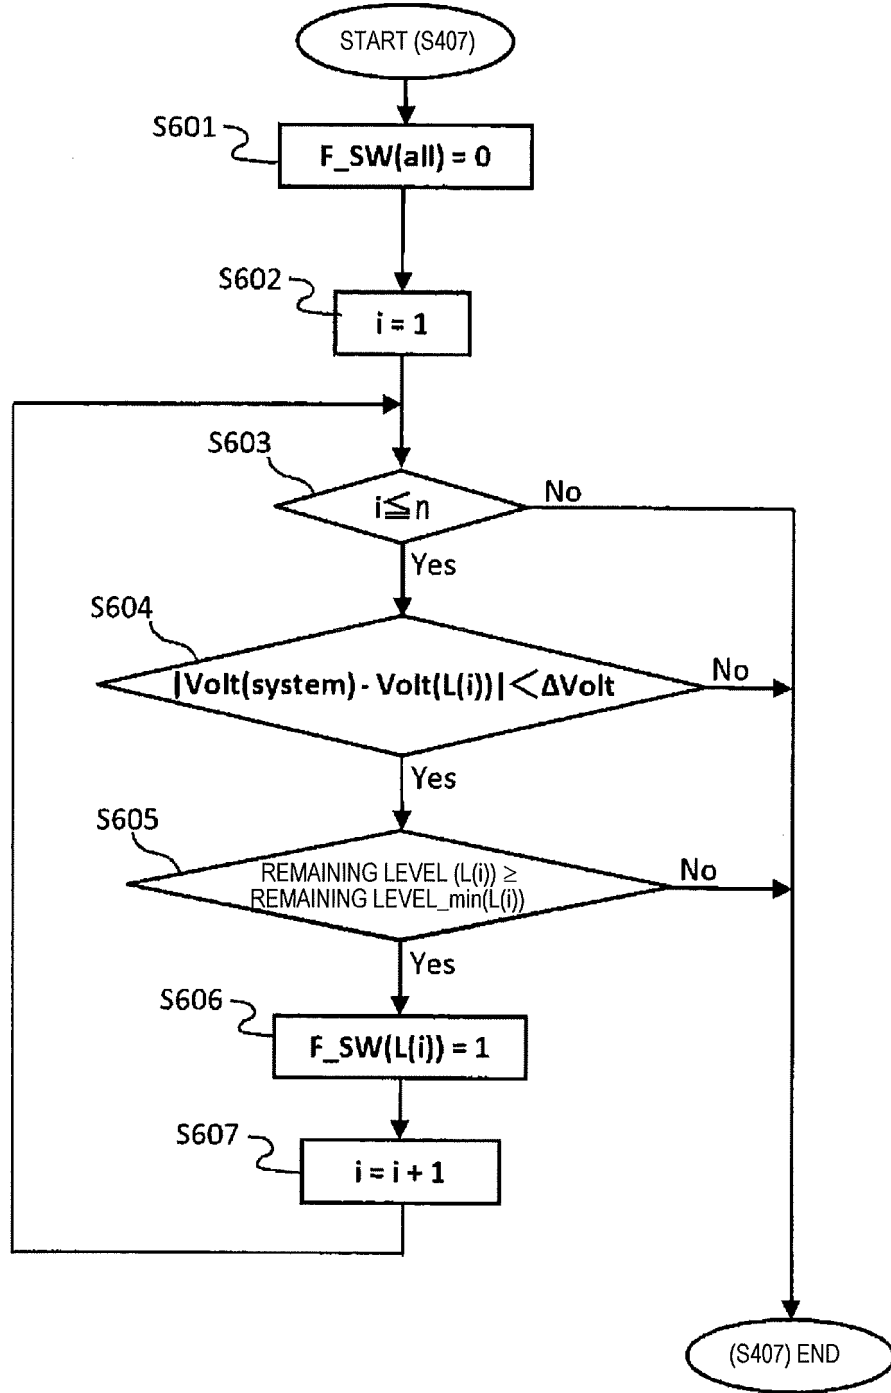 START (S407)
S601
F_SW(all) = 0
S602
i = 1
S603
i≦n
No
Yes
S604
|Volt(system) - Volt(L(i))|＜ΔVolt
No
Yes
S605
REMAINING LEVEL (L(i)) ≥
REMAINING LEVEL_min(L(i))
No
Yes
S606
F_SW(L(i)) = 1
S607
i = i + 1
(S407) END